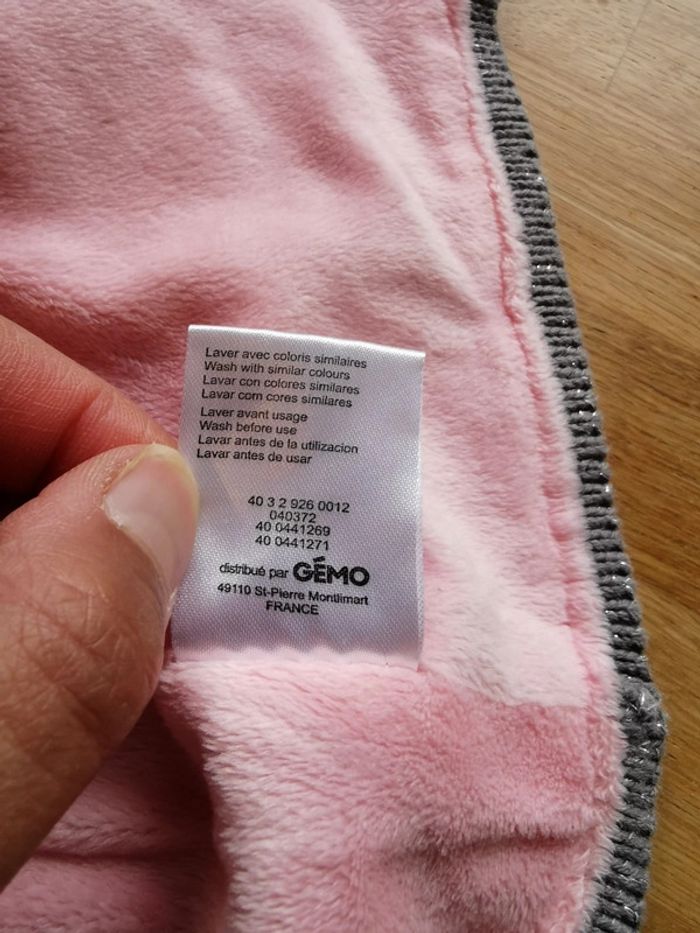 Laver avec coloris similaires
Wash with similar colours
Lavar con colores similares
Lavar com cores similares
Laver avant usage
Wash before use
Lavar antes de la utilizacion
Lavar antes de usar
40 3 2 926 0012
040372
40 0441269
40 0441271
distribué par GÉMO
49110 St-Pierre Montlimart
FRANCE